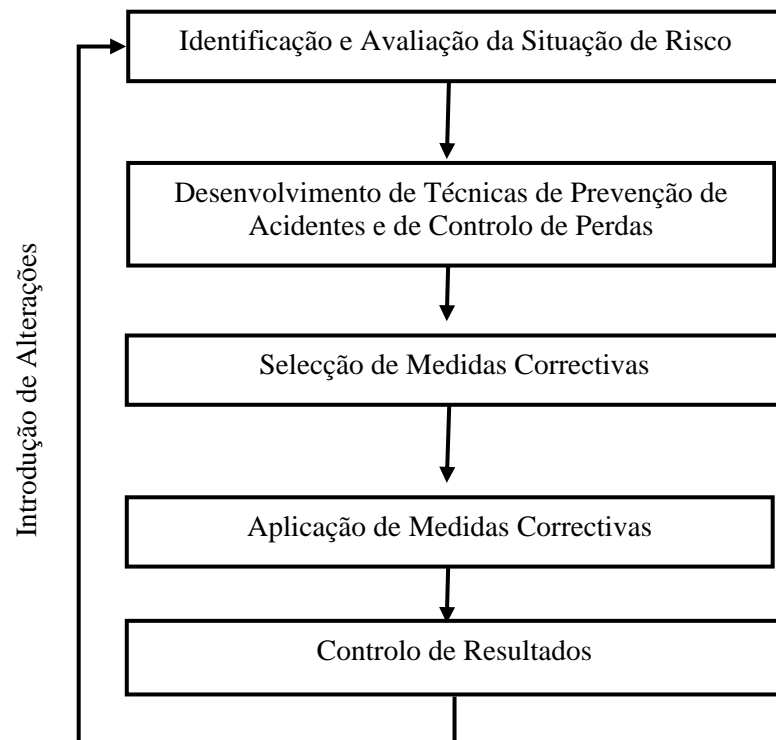 Identificação e Avaliação da Situação de Risco
Desenvolvimento de Técnicas de Prevenção de
Acidentes e de Controlo de Perdas
Selecção de Medidas Correctivas
Aplicação de Medidas Correctivas
Controlo de Resultados
Introdução de Alterações